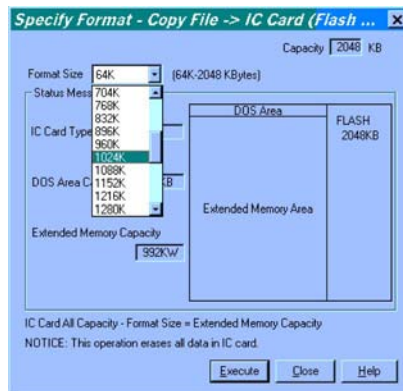 Specify Format - Copy File -> IC Card (Flash ...
Capacity 2048 KB
Format Size 64K (64K-2048 KBytes)
Status Mess
704K
768K
832K
896K
960K
1024K
1088K
1152K
1216K
1280K
IC Card Type
DOS Area C
KB
Extended Memory Capacity
992KW
DOS Area
Extended Memory Area
FLASH
2048KB
IC Card All Capacity - Format Size = Extended Memory Capacity
NOTICE: This operation erases all data in IC card.
Execute Close Help